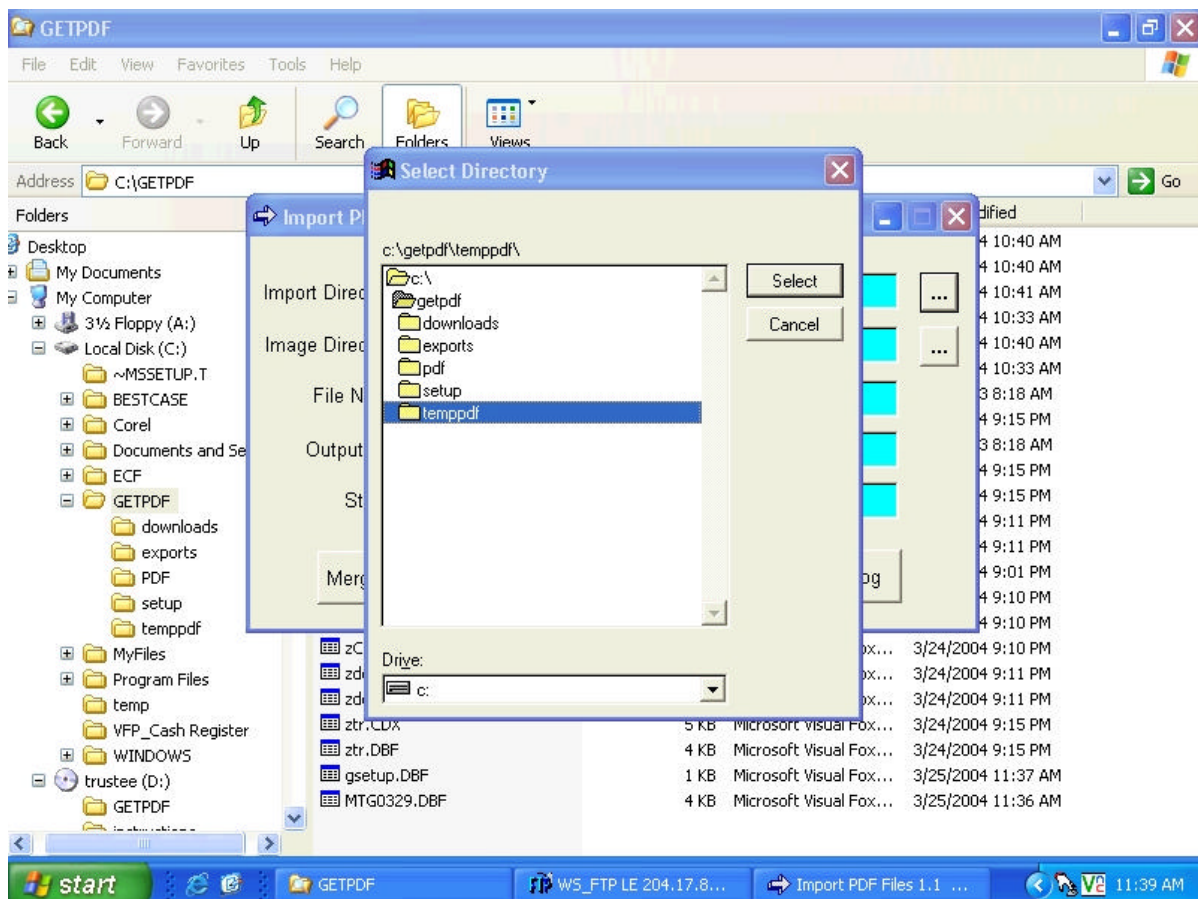 GETPDF
File Edit View Favorites Tools Help
Back Forward Up Search Folders Views
Address C:\GETPDF Go
Folders
Desktop
My Documents
My Computer
3½ Floppy (A:)
Local Disk (C:)
~MSSETUP.T
BESTCASE
Corel
Documents and Se
ECF
GETPDF
downloads
exports
PDF
setup
temppdf
MyFiles
Program Files
temp
VFP_Cash Register
WINDOWS
trustee (D:)
GETPDF
Import P
Import Direc
...
Image Direc
...
File N
Output
St
Merg
og
Select Directory
c:\getpdf\temppdf\
c:\
getpdf
downloads
exports
pdf
setup
temppdf
Select
Cancel
Drive:
c:
dified
4 10:40 AM
4 10:40 AM
4 10:41 AM
4 10:33 AM
4 10:40 AM
4 10:33 AM
3 8:18 AM
4 9:15 PM
3 8:18 AM
4 9:15 PM
4 9:15 PM
4 9:11 PM
4 9:11 PM
4 9:01 PM
4 9:10 PM
4 9:10 PM
zC ox... 3/24/2004 9:10 PM
zd ox... 3/24/2004 9:11 PM
zd ox... 3/24/2004 9:11 PM
ztr.CDX 5 KB Microsoft Visual Fox... 3/24/2004 9:15 PM
ztr.DBF 4 KB Microsoft Visual Fox... 3/24/2004 9:15 PM
gsetup.DBF 1 KB Microsoft Visual Fox... 3/25/2004 11:37 AM
MTG0329.DBF 4 KB Microsoft Visual Fox... 3/25/2004 11:36 AM
start GETPDF WS_FTP LE 204.17.8... Import PDF Files 1.1 ... V2 11:39 AM